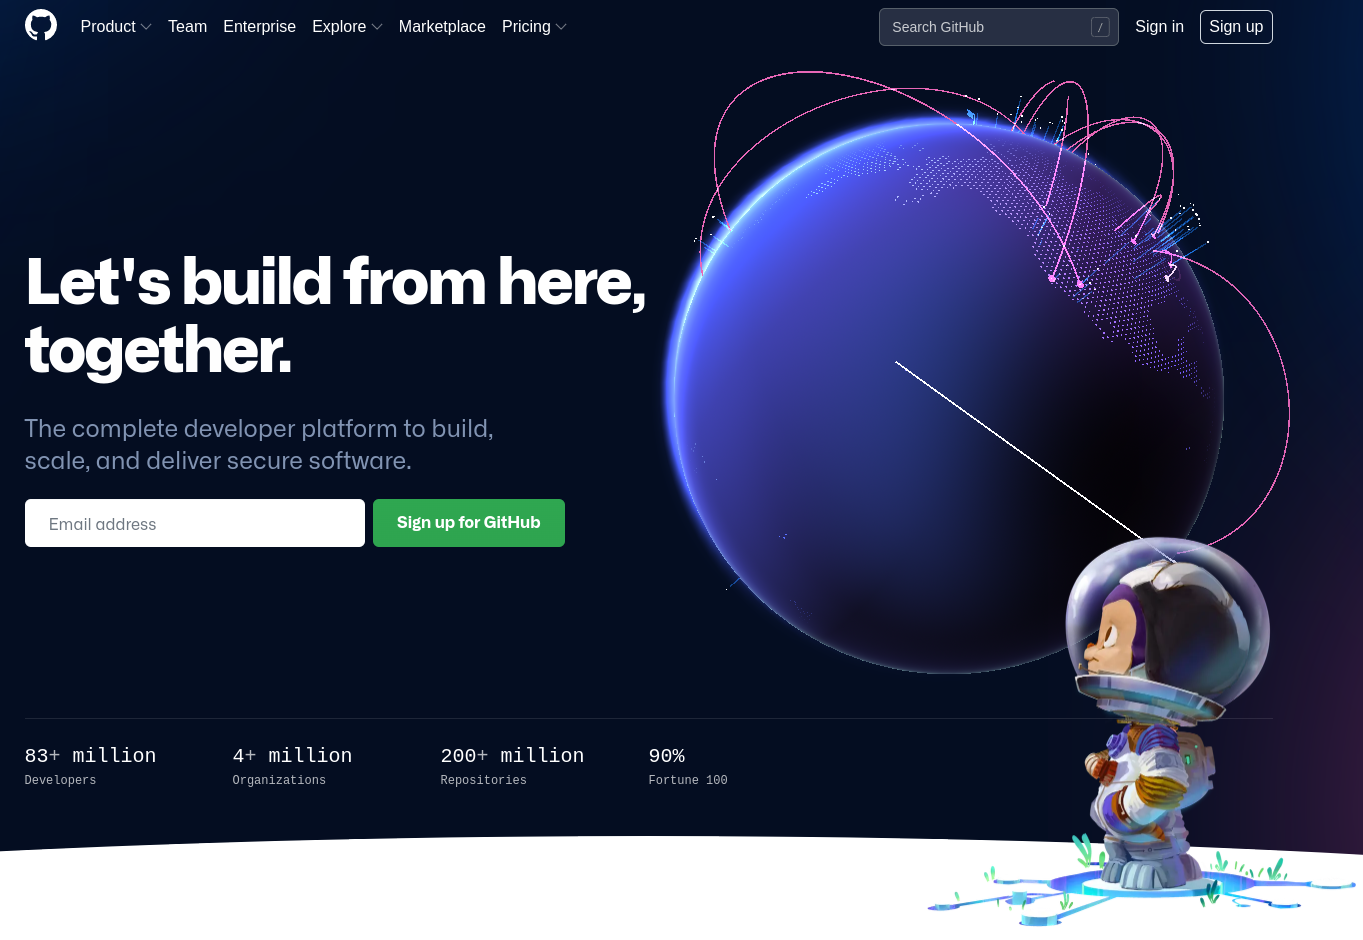 Product Team Enterprise Explore Marketplace Pricing Search GitHub / Sign in Sign up
Let's build from here,
together.
The complete developer platform to build,
scale, and deliver secure software.
Email address Sign up for GitHub
83+ million 4+ million 200+ million 90%
Developers Organizations Repositories Fortune 100